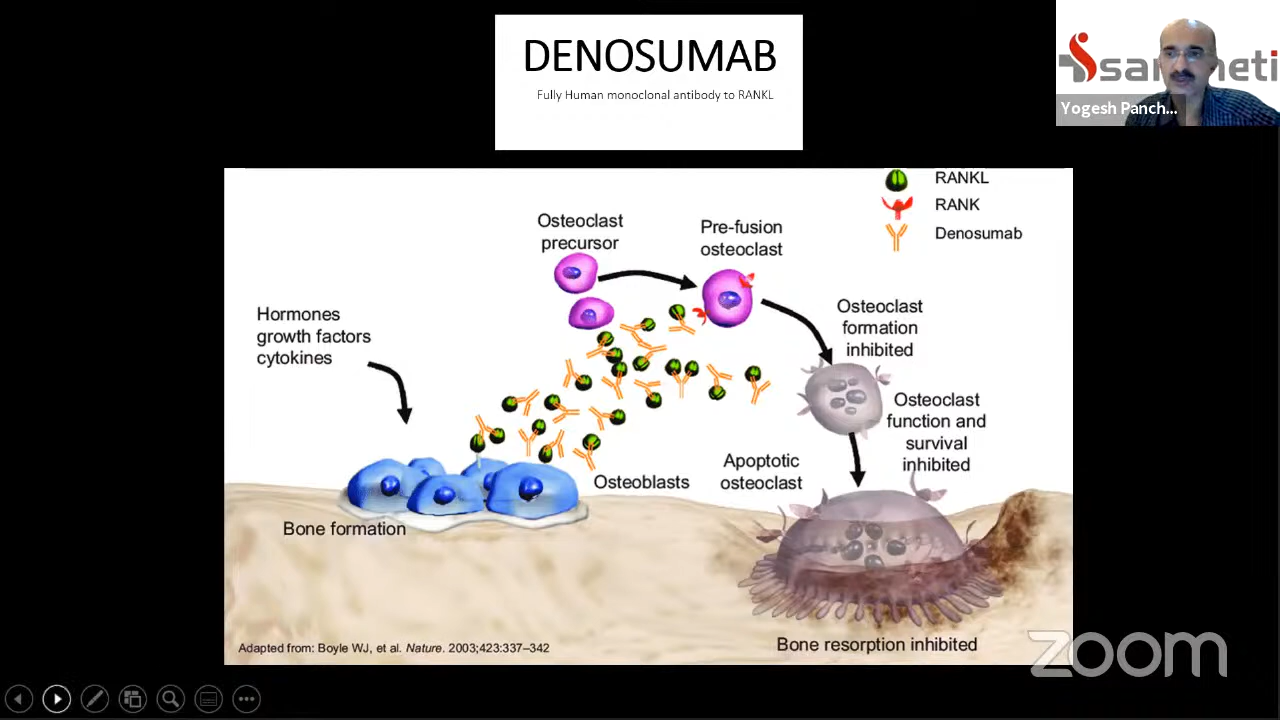 DENOSUMAB
Fully Human monoclonal antibody to RANKL
Yogesh Panch...
RANKL
RANK
Denosumab
Osteoclast
precursor
Pre-fusion
osteoclast
Hormones
growth factors
cytokines
Osteoclast
formation
inhibited
Osteoclast
function and
survival
inhibited
Apoptotic
osteoclast
Osteoblasts
Bone formation
Bone resorption inhibited
Adapted from: Boyle WJ, et al. Nature. 2003;423:337–342
zoom